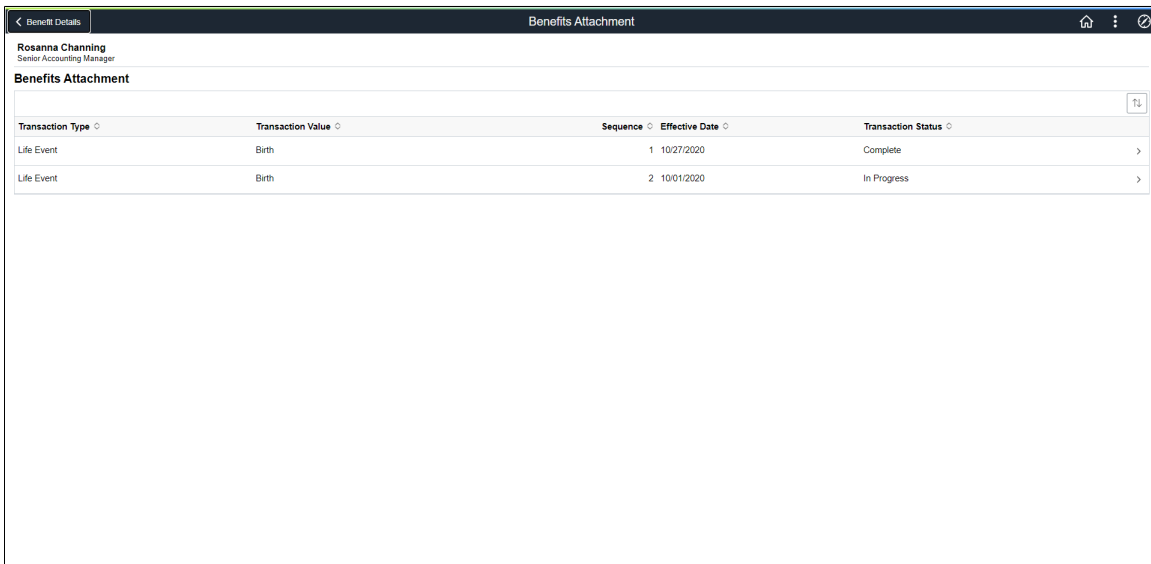 Benefit Details Benefits Attachment
Rosanna Channing
Senior Accounting Manager
Benefits Attachment
Transaction Type Transaction Value Sequence Effective Date Transaction Status
Life Event Birth 1 10/27/2020 Complete
Life Event Birth 2 10/01/2020 In Progress